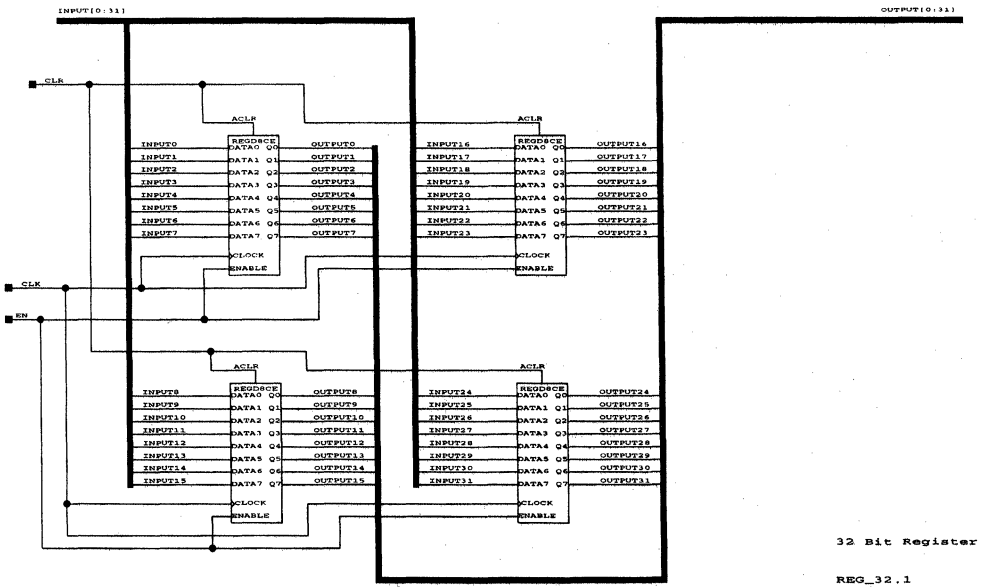 INPUT[0:31]
OUTPUT[0:31]
CLR
ACLR
ACLR
REGD8CE
INPUT0 DATA0 Q0 OUTPUT0
INPUT1 DATA1 Q1 OUTPUT1
INPUT2 DATA2 Q2 OUTPUT2
INPUT3 DATA3 Q3 OUTPUT3
INPUT4 DATA4 Q4 OUTPUT4
INPUT5 DATA5 Q5 OUTPUT5
INPUT6 DATA6 Q6 OUTPUT6
INPUT7 DATA7 Q7 OUTPUT7
CLOCK
ENABLE
REGD8CE
INPUT16 DATA0 Q0 OUTPUT16
INPUT17 DATA1 Q1 OUTPUT17
INPUT18 DATA2 Q2 OUTPUT18
INPUT19 DATA3 Q3 OUTPUT19
INPUT20 DATA4 Q4 OUTPUT20
INPUT21 DATA5 Q5 OUTPUT21
INPUT22 DATA6 Q6 OUTPUT22
INPUT23 DATA7 Q7 OUTPUT23
CLOCK
ENABLE
CLK
EN
ACLR
ACLR
REGD8CE
INPUT8 DATA0 Q0 OUTPUT8
INPUT9 DATA1 Q1 OUTPUT9
INPUT10 DATA2 Q2 OUTPUT10
INPUT11 DATA3 Q3 OUTPUT11
INPUT12 DATA4 Q4 OUTPUT12
INPUT13 DATA5 Q5 OUTPUT13
INPUT14 DATA6 Q6 OUTPUT14
INPUT15 DATA7 Q7 OUTPUT15
CLOCK
ENABLE
REGD8CE
INPUT24 DATA0 Q0 OUTPUT24
INPUT25 DATA1 Q1 OUTPUT25
INPUT26 DATA2 Q2 OUTPUT26
INPUT27 DATA3 Q3 OUTPUT27
INPUT28 DATA4 Q4 OUTPUT28
INPUT29 DATA5 Q5 OUTPUT29
INPUT30 DATA6 Q6 OUTPUT30
INPUT31 DATA7 Q7 OUTPUT31
CLOCK
ENABLE
32 Bit Register
REG_32.1